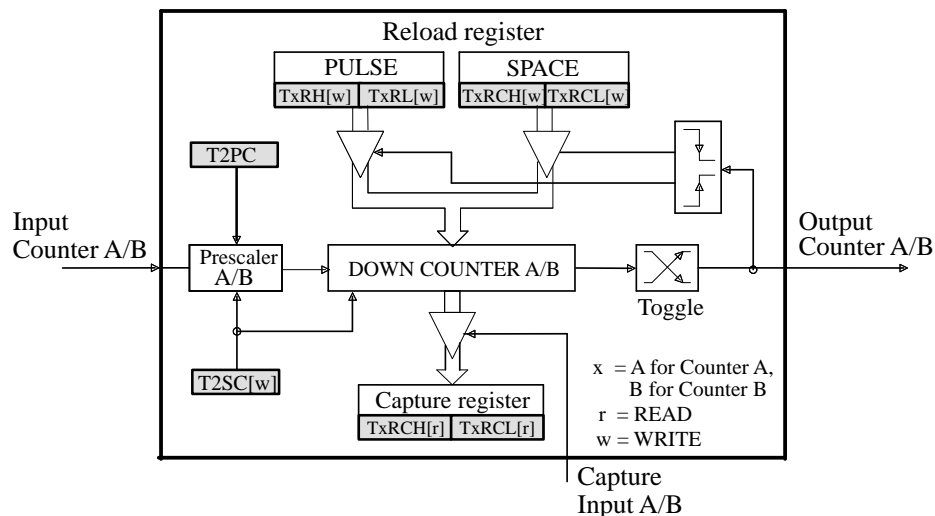 Reload register
PULSE
SPACE
TxRH[w]
TxRL[w]
TxRCH[w
TxRCL[w]
T2PC
Input
Counter A/B
Output
Counter A/B
Prescaler
A/B
DOWN COUNTER A/B
Toggle
T2SC[w]
Capture register
TxRCH[r]
TxRCL[r]
x = A for Counter A,
B for Counter B
r = READ
w = WRITE
Capture
Input A/B